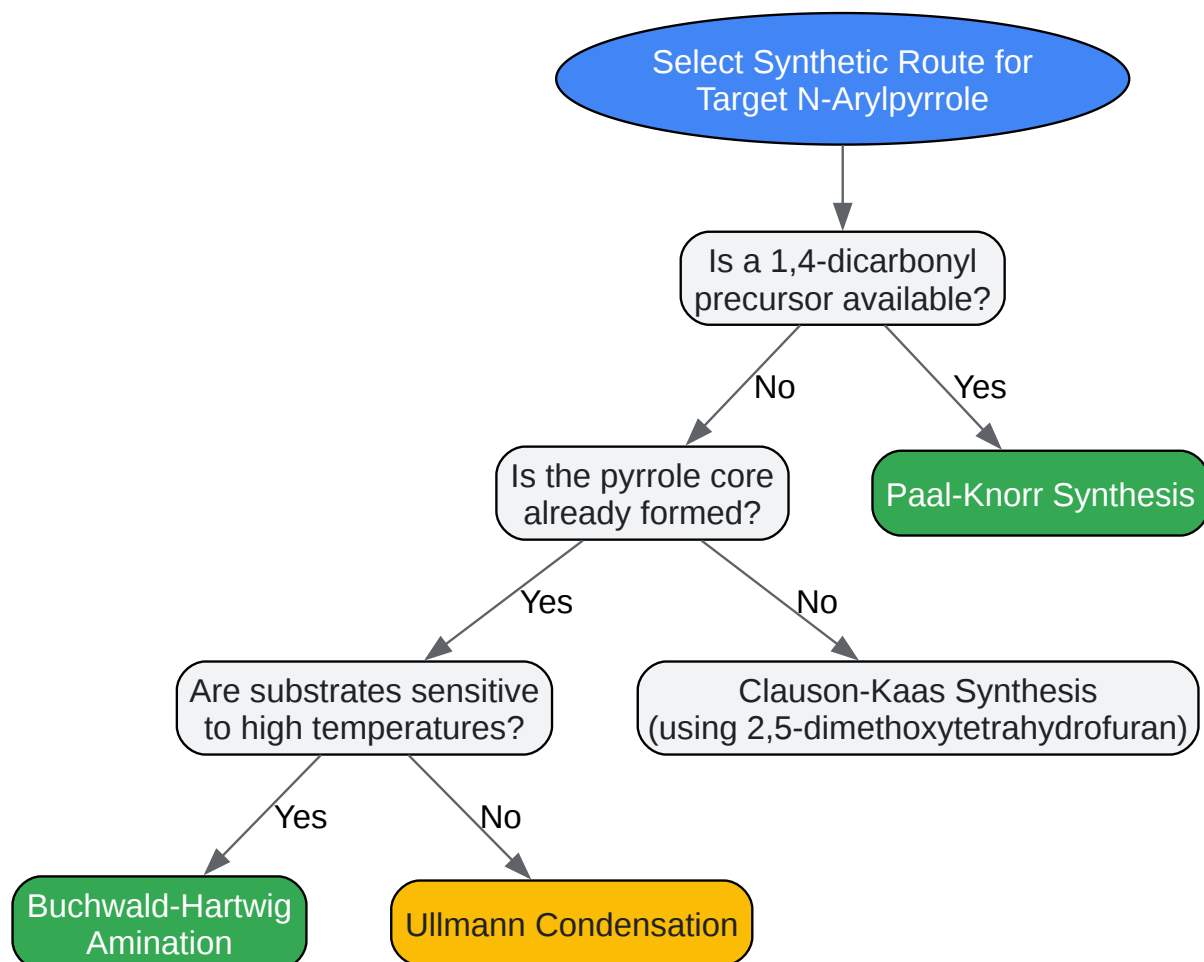 Select Synthetic Route for
Target N-Arylpyrrole
Is a 1,4-dicarbonyl
precursor available?
No
Yes
Is the pyrrole core
already formed?
Paal-Knorr Synthesis
Yes
No
Are substrates sensitive
to high temperatures?
Clauson-Kaas Synthesis
(using 2,5-dimethoxytetrahydrofuran)
Yes
No
Buchwald-Hartwig
Amination
Ullmann Condensation